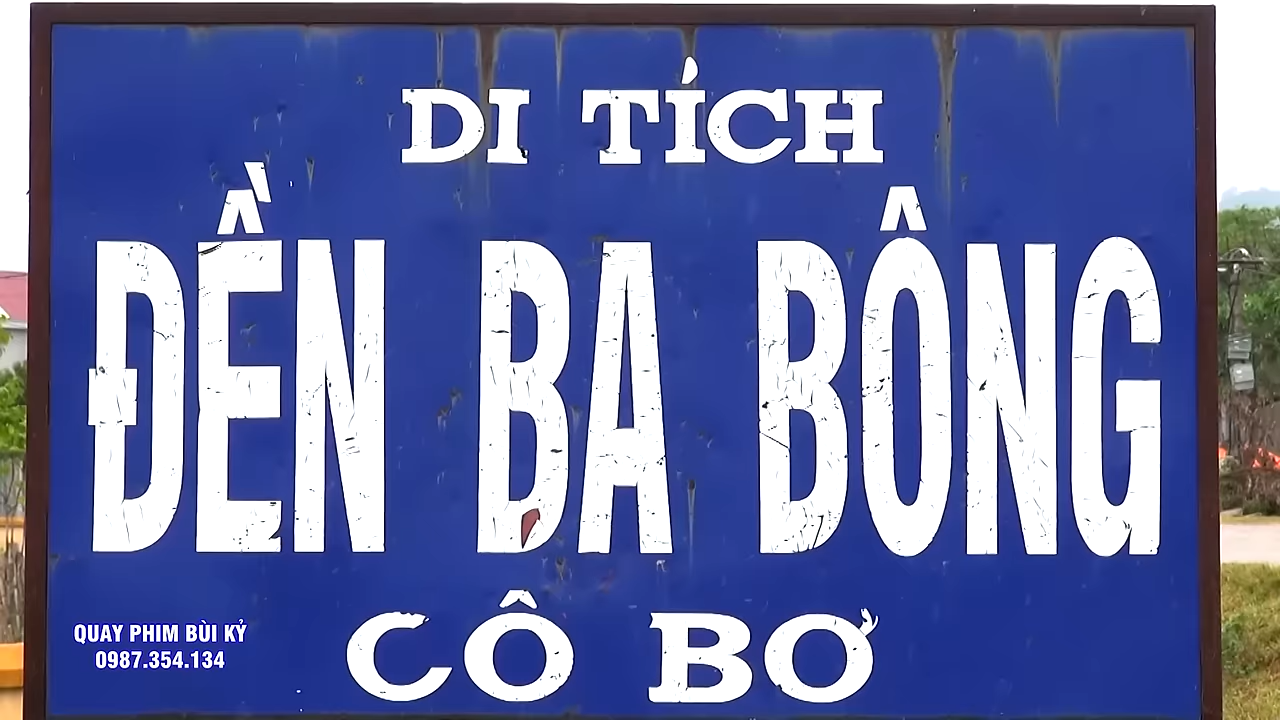 DI TÍCH
ĐỀN BA BÔNG
CÔ BƠ
QUAY PHIM BÙI KỶ
0987.354.134